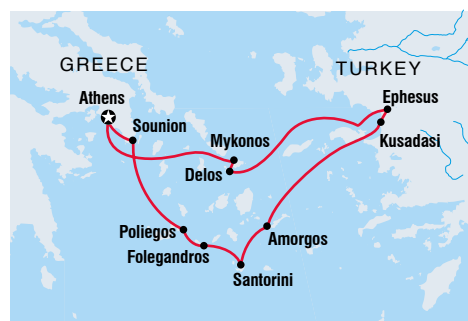 GREECE
TURKEY
Athens
Ephesus
Sounion
Mykonos
Kusadasi
Delos
Poliegos
Amorgos
Folegandros
Santorini